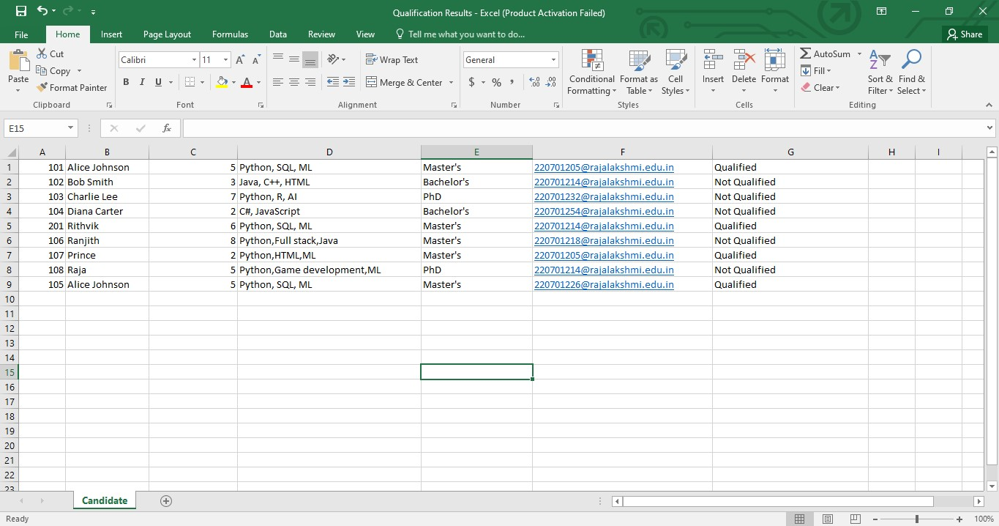 Qualification Results - Excel (Product Activation Failed)
File Home Insert Page Layout Formulas Data Review View Tell me what you want to do... Share
Cut
Copy
Format Painter
Paste
Clipboard
Calibri 11
B I U
Font
Wrap Text
Merge & Center
Alignment
General
$ % ,
Number
Conditional Formatting
Format as Table
Cell Styles
Styles
Insert Delete Format
Cells
AutoSum
Fill
Clear
Sort & Filter
Find & Select
Editing
E15 fx
A B C D E F G H I
1 101 Alice Johnson 5 Python, SQL, ML Master's 220701205@rajalakshmi.edu.in Qualified
2 102 Bob Smith 3 Java, C++, HTML Bachelor's 220701214@rajalakshmi.edu.in Not Qualified
3 103 Charlie Lee 7 Python, R, AI PhD 220701232@rajalakshmi.edu.in Not Qualified
4 104 Diana Carter 2 C#, JavaScript Bachelor's 220701254@rajalakshmi.edu.in Not Qualified
5 201 Rithvik 6 Python, SQL, ML Master's 220701214@rajalakshmi.edu.in Qualified
6 106 Ranjith 8 Python,Full stack,Java Master's 220701218@rajalakshmi.edu.in Not Qualified
7 107 Prince 2 Python,HTML,ML Master's 220701205@rajalakshmi.edu.in Qualified
8 108 Raja 5 Python,Game development,ML PhD 220701214@rajalakshmi.edu.in Not Qualified
9 105 Alice Johnson 5 Python, SQL, ML Master's 220701226@rajalakshmi.edu.in Qualified
10
11
12
13
14
15
16
17
18
19
20
21
22
23
Candidate
Ready 100%